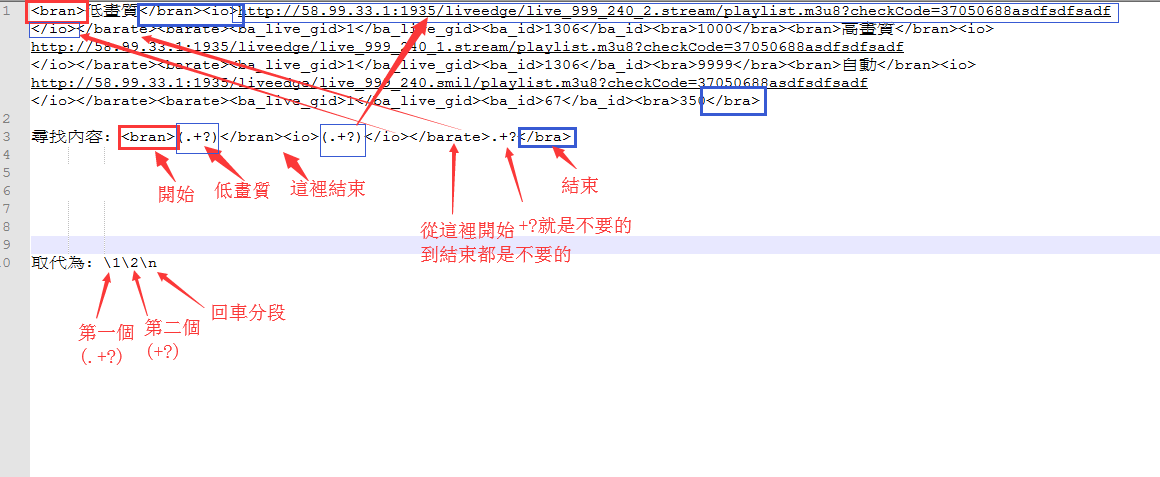 1 <bran>低畫質</bran><io>http://58.99.33.1:1935/liveedge/live_999_240_2.stream/playlist.m3u8?checkCode=37050688asdfsdfsadf
</io></barate><barate><ba_live_gid>1</ba_live_gid><ba_id>1306</ba_id><bra>1000</bra><bran>高畫質</bran><io>
http://58.99.33.1:1935/liveedge/live_999_240_1.stream/playlist.m3u8?checkCode=37050688asdfsdfsadf
</io></barate><barate><ba_live_gid>1</ba_live_gid><ba_id>1306</ba_id><bra>9999</bra><bran>自動</bran><io>
http://58.99.33.1:1935/liveedge/live_999_240.smil/playlist.m3u8?checkCode=37050688asdfsdfsadf
</io></barate><barate><ba_live_gid>1</ba_live_gid><ba_id>67</ba_id><bra>350</bra>
2
3 尋找內容：<bran>(.+?)</bran><io>(.+?)</io></barate>.+?</bra>
4
5
開始 低畫質 這裡結束 結束
6
7
從這裡開始 +?就是不要的
8
9
到結束都是不要的
10 取代為：\1\2\n
回車分段
第一個 第二個
(.+?) (+?)